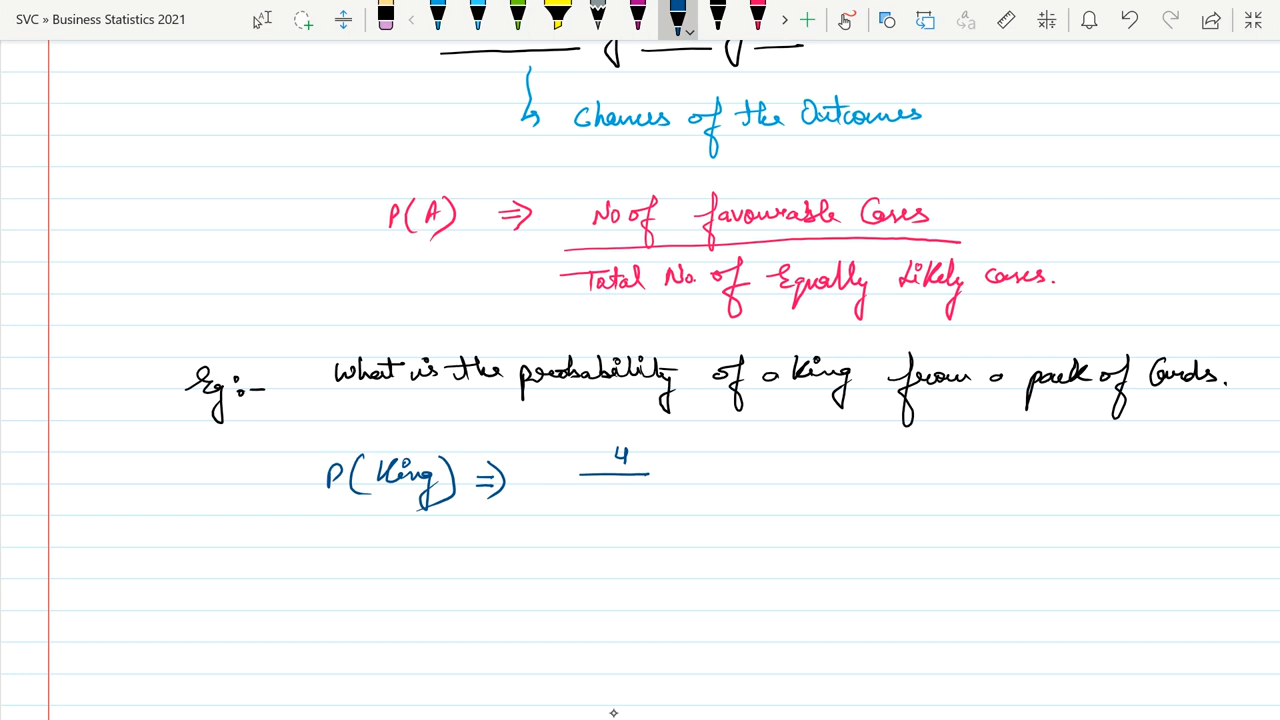 SVC » Business Statistics 2021
Chances of the Outcomes
P(A) ⇒ No of favourable Cases
Total No. of Equally Likely cases.
Eg:- What is the probability of a King from a pack of Cards.
P(King) ⇒ 4